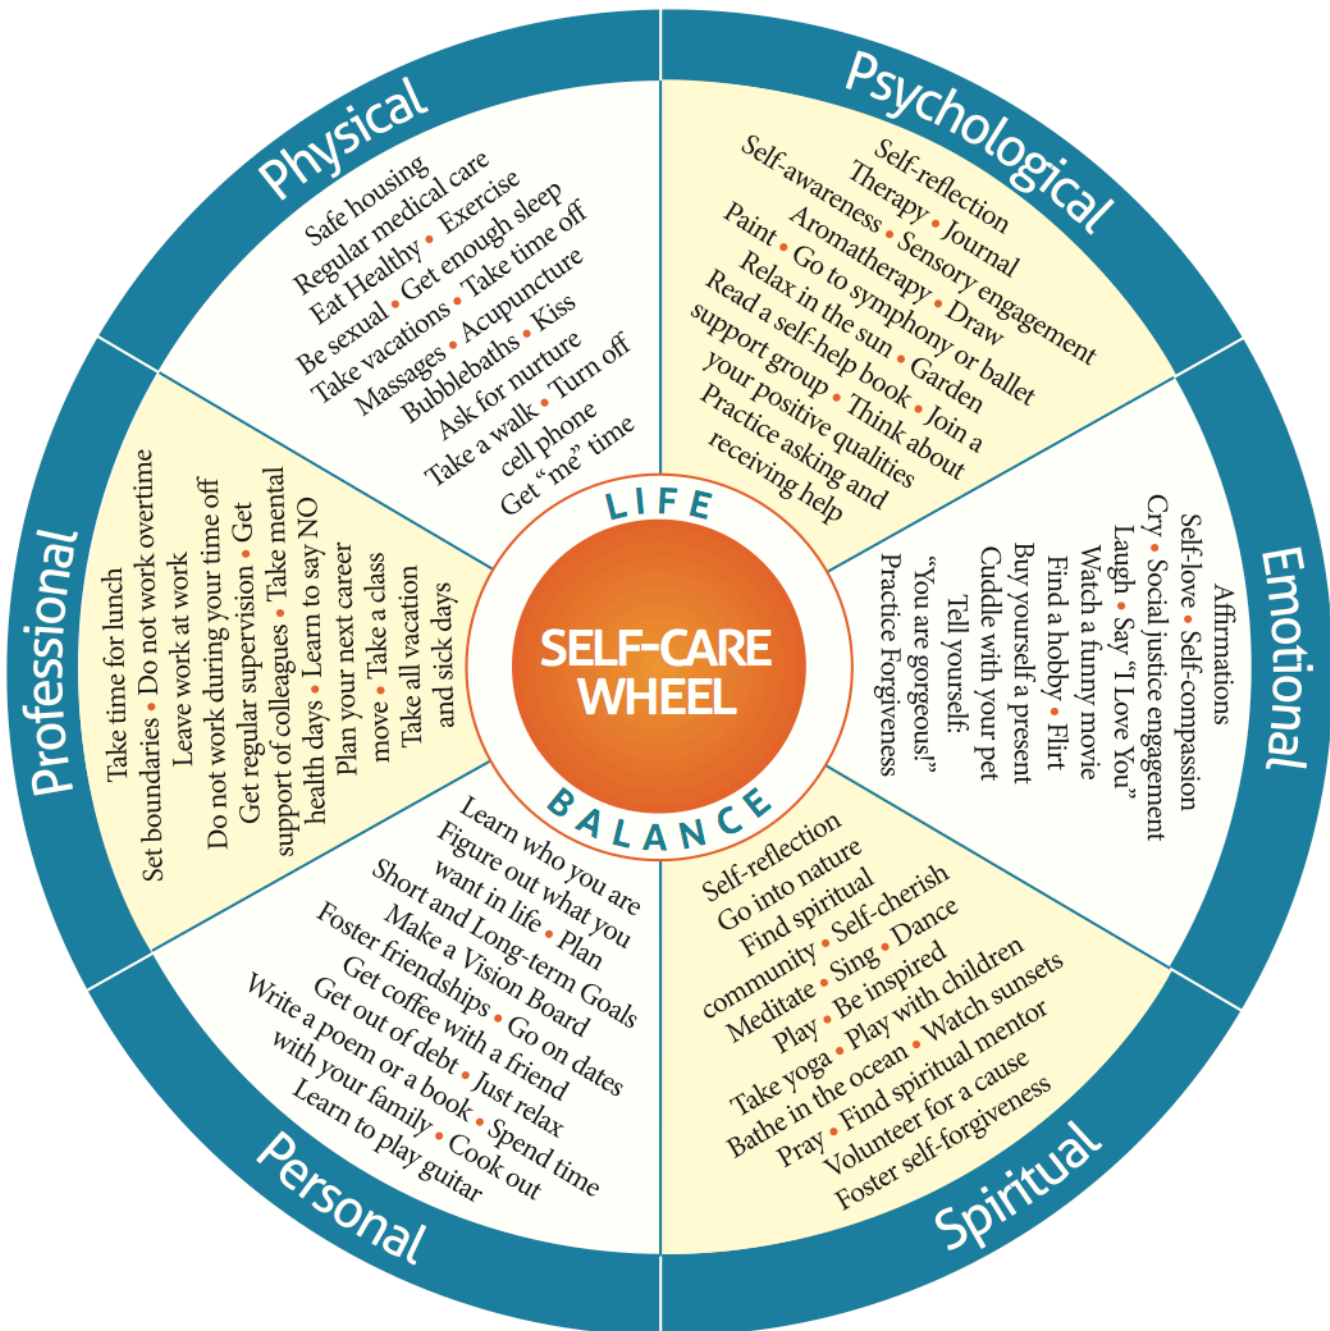 Physical
Safe housing
Regular medical care
Eat Healthy • Exercise
Be sexual • Get enough sleep
Take vacations • Take time off
Massages • Acupuncture
Bubblebaths • Kiss
Ask for nurture
Take a walk • Turn off
cell phone
Get “me” time
Psychological
Self-reflection
Therapy • Journal
Self-awareness • Sensory engagement
Aromatherapy • Draw
Paint • Go to symphony or ballet
Relax in the sun • Garden
Read a self-help book • Join a
support group • Think about
your positive qualities
Practice asking and
receiving help
Emotional
Affirmations
Self-love • Self-compassion
Cry • Social justice engagement
Laugh • Say “I Love You”
Watch a funny movie
Find a hobby • Flirt
Buy yourself a present
Cuddle with your pet
Tell yourself:
“You are gorgeous!”
Practice Forgiveness
Spiritual
Self-reflection
Go into nature
Find spiritual
community • Self-cherish
Meditate • Sing • Dance
Play • Be inspired
Take yoga • Play with children
Bathe in the ocean • Watch sunsets
Pray • Find spiritual mentor
Volunteer for a cause
Foster self-forgiveness
Personal
Learn who you are
Figure out what you
want in life • Plan
Short and Long-term Goals
Make a Vision Board
Foster friendships • Go on dates
Get coffee with a friend
Get out of debt • Just relax
Write a poem or a book • Spend time
with your family • Cook out
Learn to play guitar
Professional
Take time for lunch
Set boundaries • Do not work overtime
Leave work at work
Do not work during your time off
Get regular supervision • Get
support of colleagues • Take mental
health days • Learn to say NO
Plan your next career
move • Take a class
Take all vacation
and sick days
LIFE
SELF-CARE
WHEEL
BALANCE